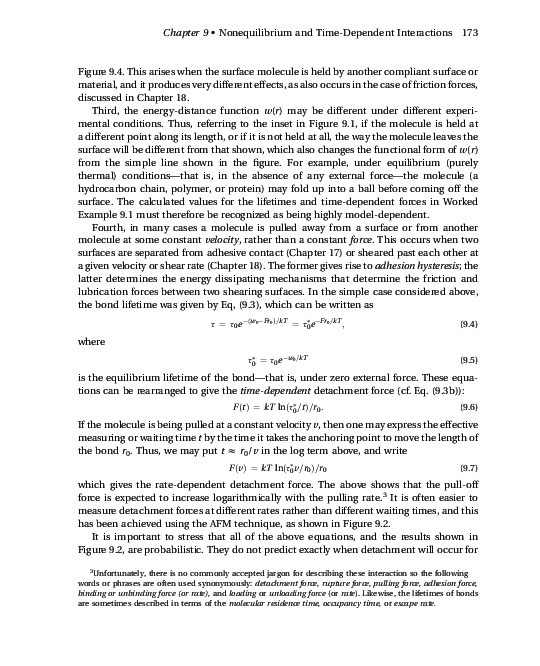 Chapter 9 • Nonequilibrium and Time-Dependent Interactions 173
Figure 9.4. This arises when the surface molecule is held by another compliant surface or
material, and it produces very different effects, as also occurs in the case of friction forces,
discussed in Chapter 18.
Third, the energy-distance function w(r) may be different under different experi-
mental conditions. Thus, referring to the inset in Figure 9.1, if the molecule is held at
a different point along its length, or if it is not held at all, the way the molecule leaves the
surface will be different from that shown, which also changes the functional form of w(r)
from the simple line shown in the figure. For example, under equilibrium (purely
thermal) conditions—that is, in the absence of any external force—the molecule (a
hydrocarbon chain, polymer, or protein) may fold up into a ball before coming off the
surface. The calculated values for the lifetimes and time-dependent forces in Worked
Example 9.1 must therefore be recognized as being highly model-dependent.
Fourth, in many cases a molecule is pulled away from a surface or from another
molecule at some constant velocity, rather than a constant force. This occurs when two
surfaces are separated from adhesive contact (Chapter 17) or sheared past each other at
a given velocity or shear rate (Chapter 18). The former gives rise to adhesion hysteresis; the
latter determines the energy dissipating mechanisms that determine the friction and
lubrication forces between two shearing surfaces. In the simple case considered above,
the bond lifetime was given by Eq, (9.3), which can be written as
τ = τ₀e^−(w₀−Fr₀)/kT = τ₀*e^−Fr₀/kT, (9.4)
where
τ₀* = τ₀e^−w₀/kT (9.5)
is the equilibrium lifetime of the bond—that is, under zero external force. These equa-
tions can be rearranged to give the time-dependent detachment force (cf. Eq. (9.3b)):
F(t) = kT ln(τ₀*/t)/r₀. (9.6)
If the molecule is being pulled at a constant velocity v, then one may express the effective
measuring or waiting time t by the time it takes the anchoring point to move the length of
the bond r₀. Thus, we may put t ≈ r₀/v in the log term above, and write
F(v) = kT ln(τ₀*v/r₀)/r₀ (9.7)
which gives the rate-dependent detachment force. The above shows that the pull-off
force is expected to increase logarithmically with the pulling rate.³ It is often easier to
measure detachment forces at different rates rather than different waiting times, and this
has been achieved using the AFM technique, as shown in Figure 9.2.
It is important to stress that all of the above equations, and the results shown in
Figure 9.2, are probabilistic. They do not predict exactly when detachment will occur for
³Unfortunately, there is no commonly accepted jargon for describing these interaction so the following
words or phrases are often used synonymously: detachment force, rupture force, pulling force, adhesion force,
binding or unbinding force (or rate), and loading or unloading force (or rate). Likewise, the lifetimes of bonds
are sometimes described in terms of the molecular residence time, occupancy time, or escape rate.